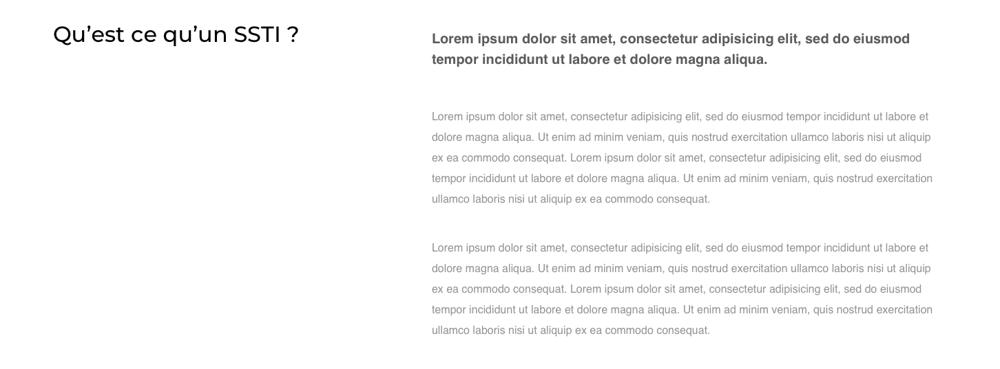 Qu’est ce qu’un SSTI ?
Lorem ipsum dolor sit amet, consectetur adipisicing elit, sed do eiusmod
tempor incididunt ut labore et dolore magna aliqua.
Lorem ipsum dolor sit amet, consectetur adipisicing elit, sed do eiusmod tempor incididunt ut labore et
dolore magna aliqua. Ut enim ad minim veniam, quis nostrud exercitation ullamco laboris nisi ut aliquip
ex ea commodo consequat. Lorem ipsum dolor sit amet, consectetur adipisicing elit, sed do eiusmod
tempor incididunt ut labore et dolore magna aliqua. Ut enim ad minim veniam, quis nostrud exercitation
ullamco laboris nisi ut aliquip ex ea commodo consequat.
Lorem ipsum dolor sit amet, consectetur adipisicing elit, sed do eiusmod tempor incididunt ut labore et
dolore magna aliqua. Ut enim ad minim veniam, quis nostrud exercitation ullamco laboris nisi ut aliquip
ex ea commodo consequat. Lorem ipsum dolor sit amet, consectetur adipisicing elit, sed do eiusmod
tempor incididunt ut labore et dolore magna aliqua. Ut enim ad minim veniam, quis nostrud exercitation
ullamco laboris nisi ut aliquip ex ea commodo consequat.